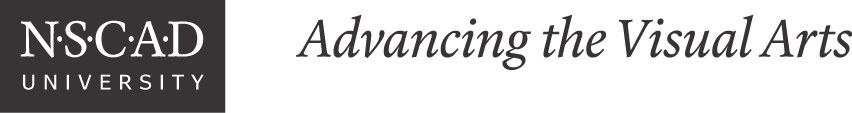 N·S·C·A·D
UNIVERSITY
Advancing the Visual Arts